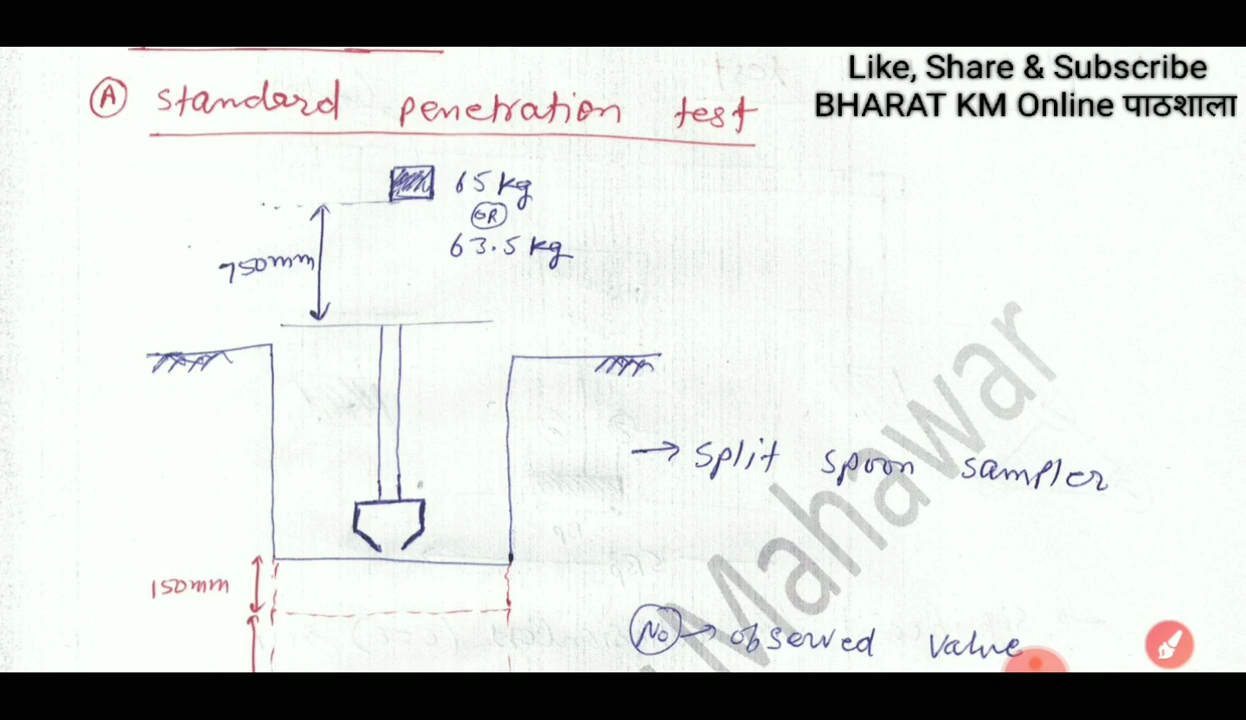 Like, Share & Subscribe
BHARAT KM Online पाठशाला
A standard penetration test
65 kg
OR
63.5 kg
750mm
→ split spoon sampler
150mm
No → observed value
Mahawar